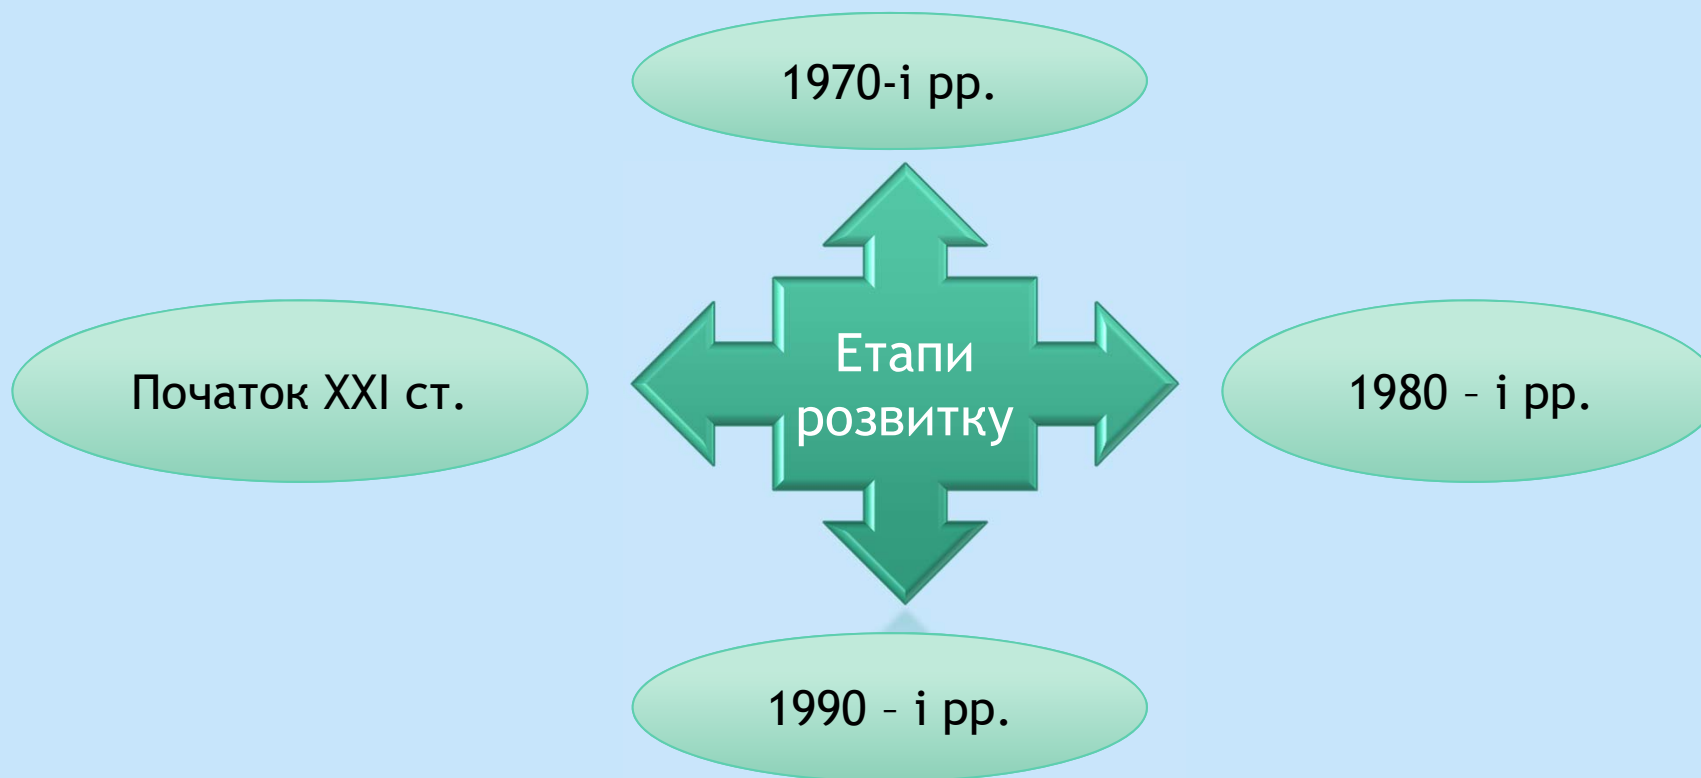 1970-і рр.
Етапи
розвитку
Початок XXI ст.
1980 – і рр.
1990 – і рр.